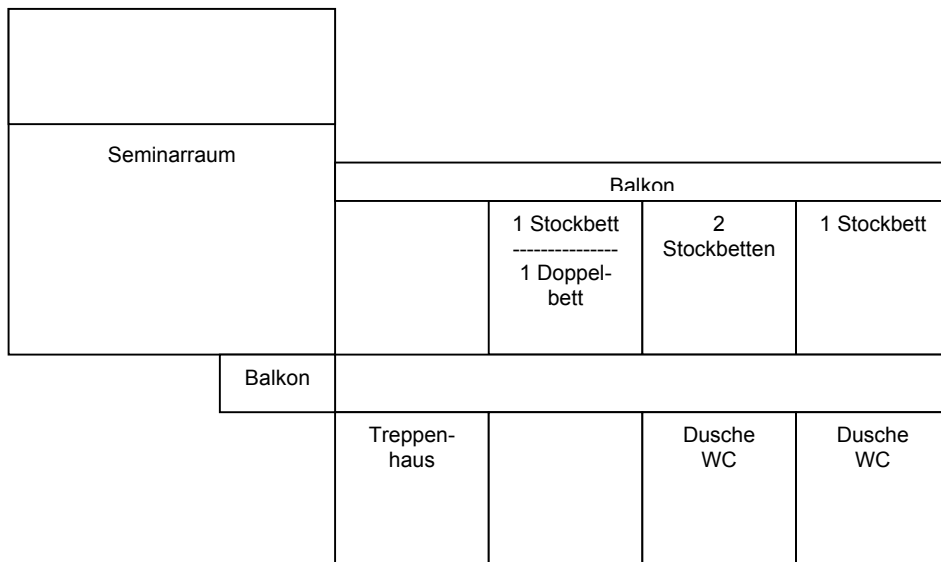 Seminarraum
Balkon
1 Stockbett
---------------
1 Doppel-
bett
2
Stockbetten
1 Stockbett
Balkon
Treppen-
haus
Dusche
WC
Dusche
WC